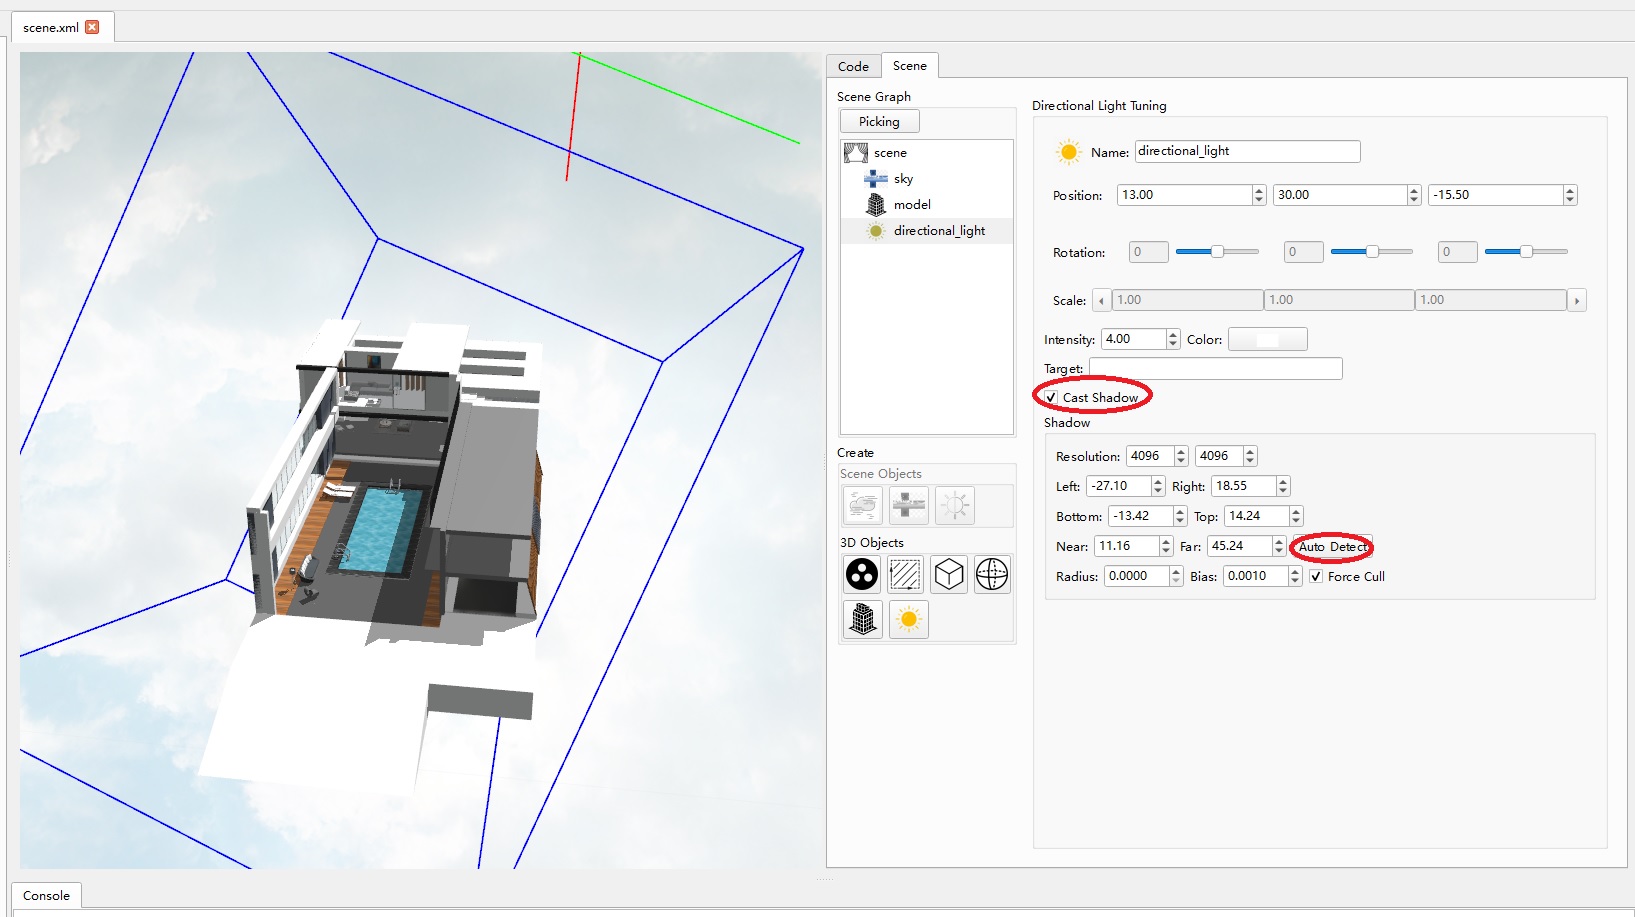 scene.xml
Code Scene
Scene Graph
Picking
scene
sky
model
directional_light
Create
Scene Objects
3D Objects
Directional Light Tuning
Name: directional_light
Position: 13.00 30.00 -15.50
Rotation: 0 0 0
Scale: 1.00 1.00 1.00
Intensity: 4.00 Color:
Target:
Cast Shadow
Shadow
Resolution: 4096 4096
Left: -27.10 Right: 18.55
Bottom: -13.42 Top: 14.24
Near: 11.16 Far: 45.24 Auto Detect
Radius: 0.0000 Bias: 0.0010 Force Cull
Console